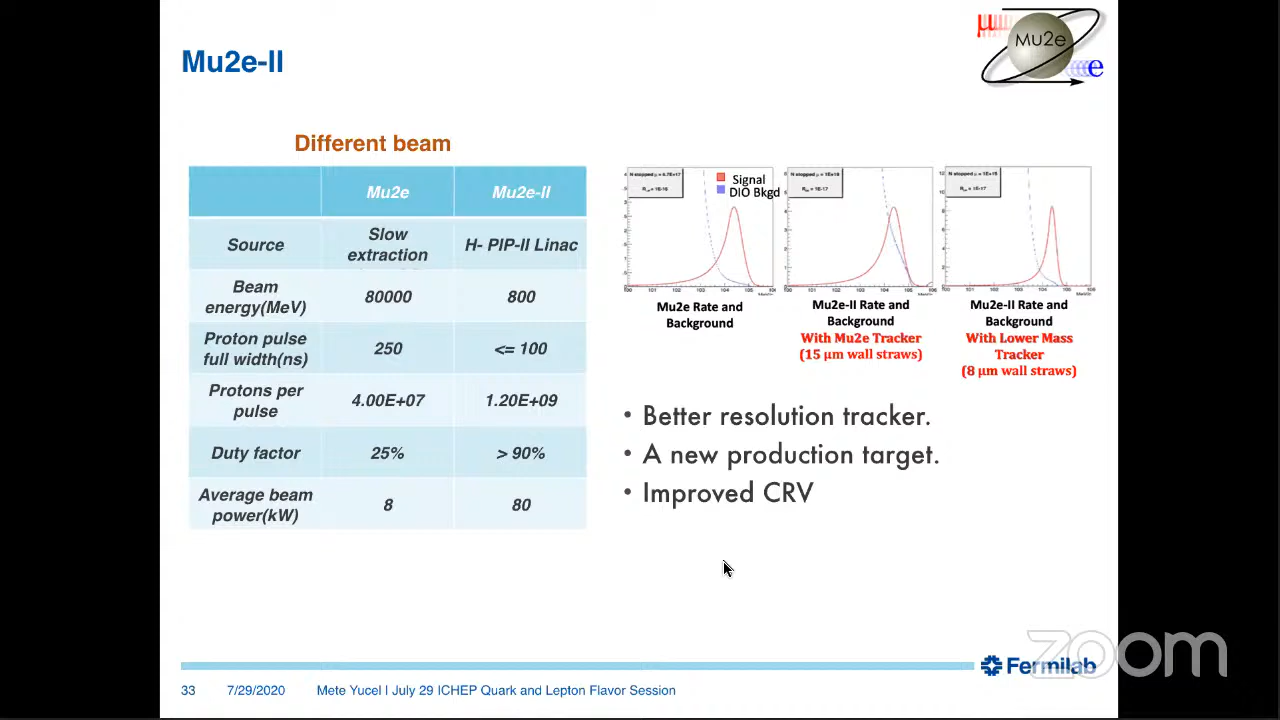 Mu2e-II
μ
Mu2e
e
Different beam
Mu2e
Mu2e-II
Source
Slow
extraction
H- PIP-II Linac
Beam
energy(MeV)
80000
800
Proton pulse
full width(ns)
250
<= 100
Protons per
pulse
4.00E+07
1.20E+09
Duty factor
25%
> 90%
Average beam
power(kW)
8
80
Signal
DIO Bkgd
Mu2e Rate and
Background
Mu2e-II Rate and
Background
With Mu2e Tracker
(15 μm wall straws)
Mu2e-II Rate and
Background
With Lower Mass
Tracker
(8 μm wall straws)
• Better resolution tracker.
• A new production target.
• Improved CRV
zoom
Fermilab
33
7/29/2020
Mete Yucel | July 29 ICHEP Quark and Lepton Flavor Session